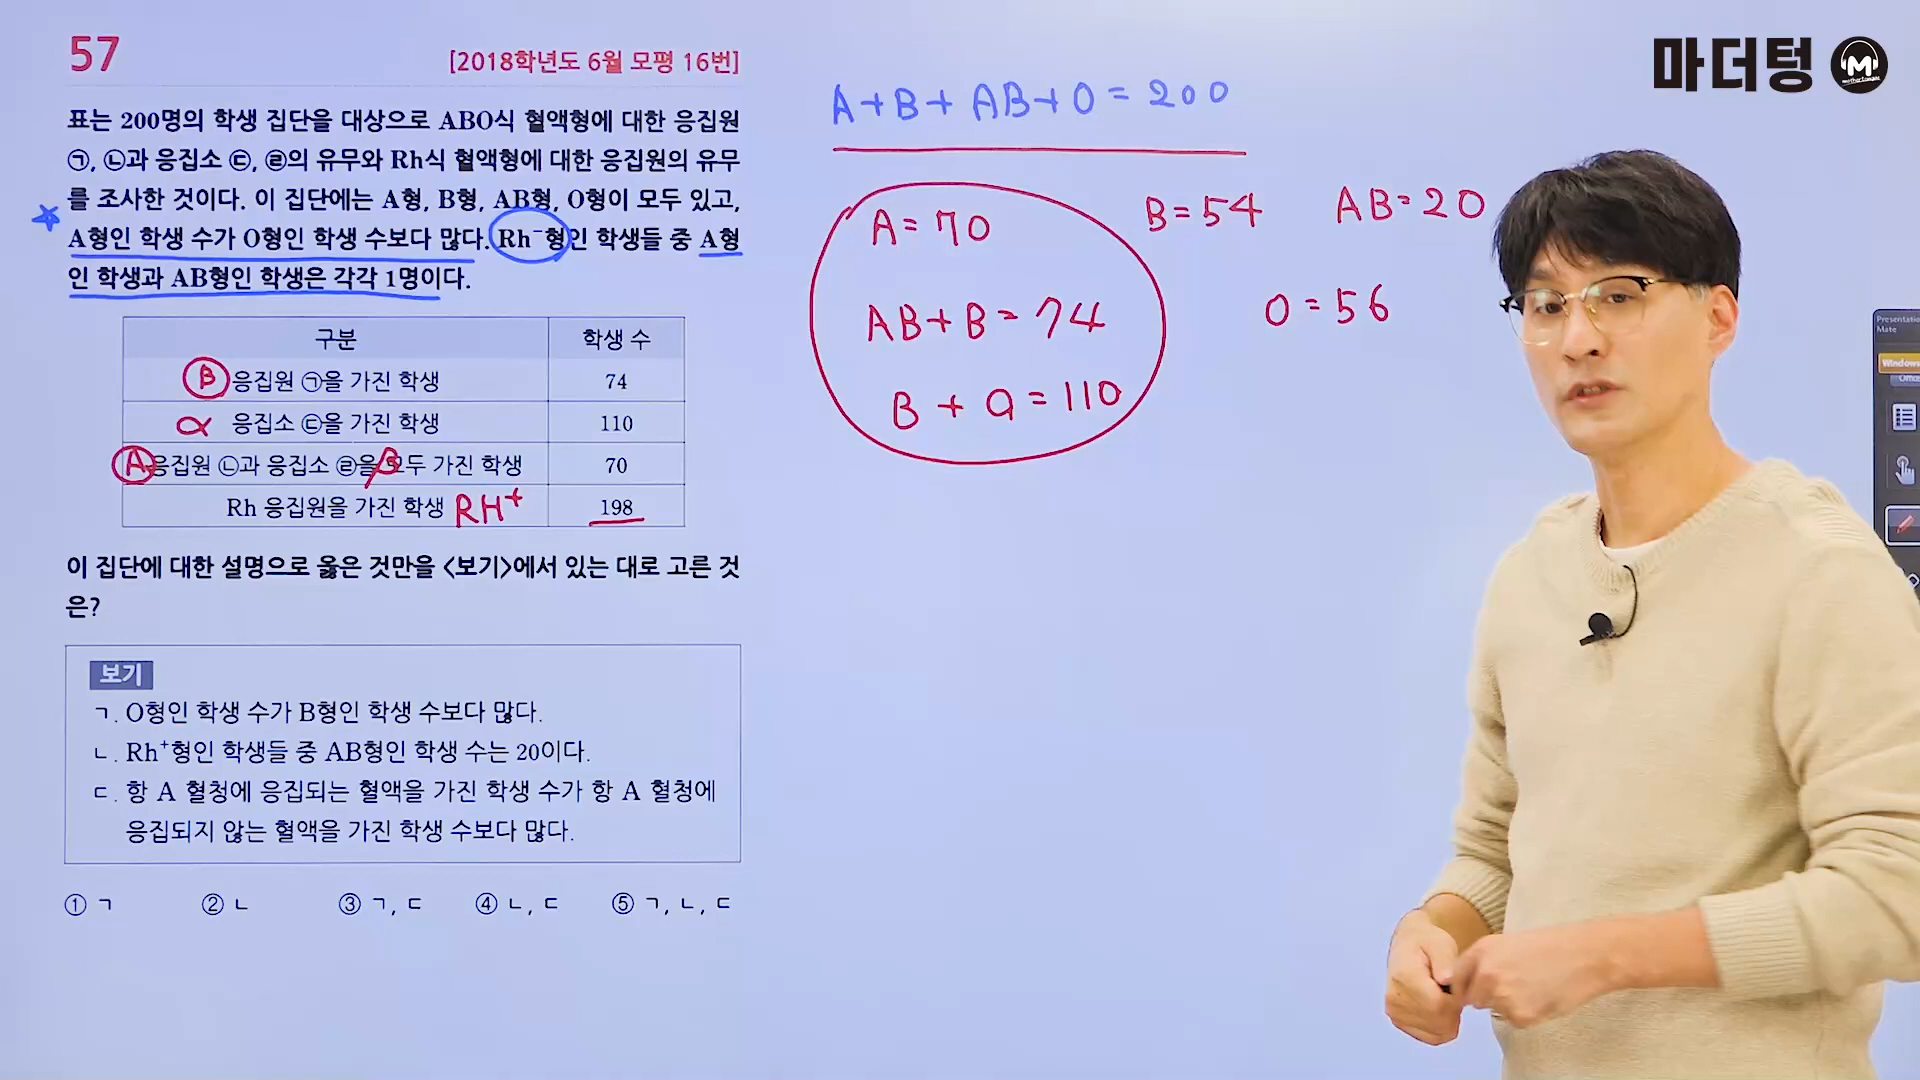 57
[2018학년도 6월 모평 16번]
표는 200명의 학생 집단을 대상으로 ABO식 혈액형에 대한 응집원
㉠, ㉡과 응집소 ㉢, ㉣의 유무와 Rh식 혈액형에 대한 응집원의 유무
를 조사한 것이다. 이 집단에는 A형, B형, AB형, O형이 모두 있고,
A형인 학생 수가 O형인 학생 수보다 많다. Rh⁻형인 학생들 중 A형
인 학생과 AB형인 학생은 각각 1명이다.
구분 학생 수
B 응집원 ㉠을 가진 학생 74
α 응집소 ㉢을 가진 학생 110
A 응집원 ㉡과 응집소 ㉣을 모두 가진 학생 70
β
Rh 응집원을 가진 학생 RH⁺ 198
이 집단에 대한 설명으로 옳은 것만을 <보기>에서 있는 대로 고른 것
은?
보기
ㄱ. O형인 학생 수가 B형인 학생 수보다 많다.
ㄴ. Rh⁺형인 학생들 중 AB형인 학생 수는 20이다.
ㄷ. 항 A 혈청에 응집되는 혈액을 가진 학생 수가 항 A 혈청에
응집되지 않는 혈액을 가진 학생 수보다 많다.
① ㄱ ② ㄴ ③ ㄱ, ㄷ ④ ㄴ, ㄷ ⑤ ㄱ, ㄴ, ㄷ
A+B+AB+O=200
A=70 B=54 AB=20
AB+B=74 O=56
B+O=110
마더텅
M
Presentation
Mate
Windows
Office